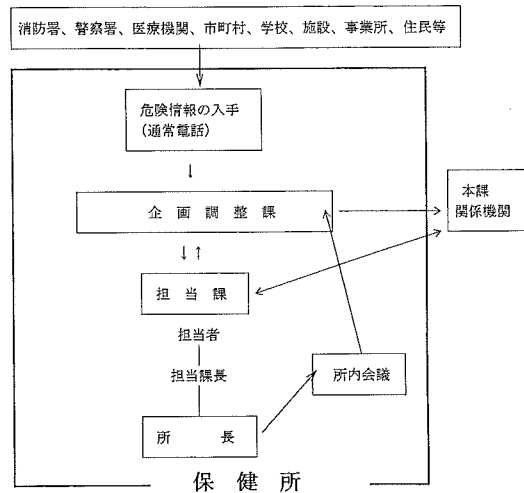 消防署、警察署、医療機関、市町村、学校、施設、事業所、住民等
危険情報の入手
(通常電話)
↓
企画調整課
本課
関係機関
↓↑
担当課
担当者
担当課長
所内会議
所長
保健所